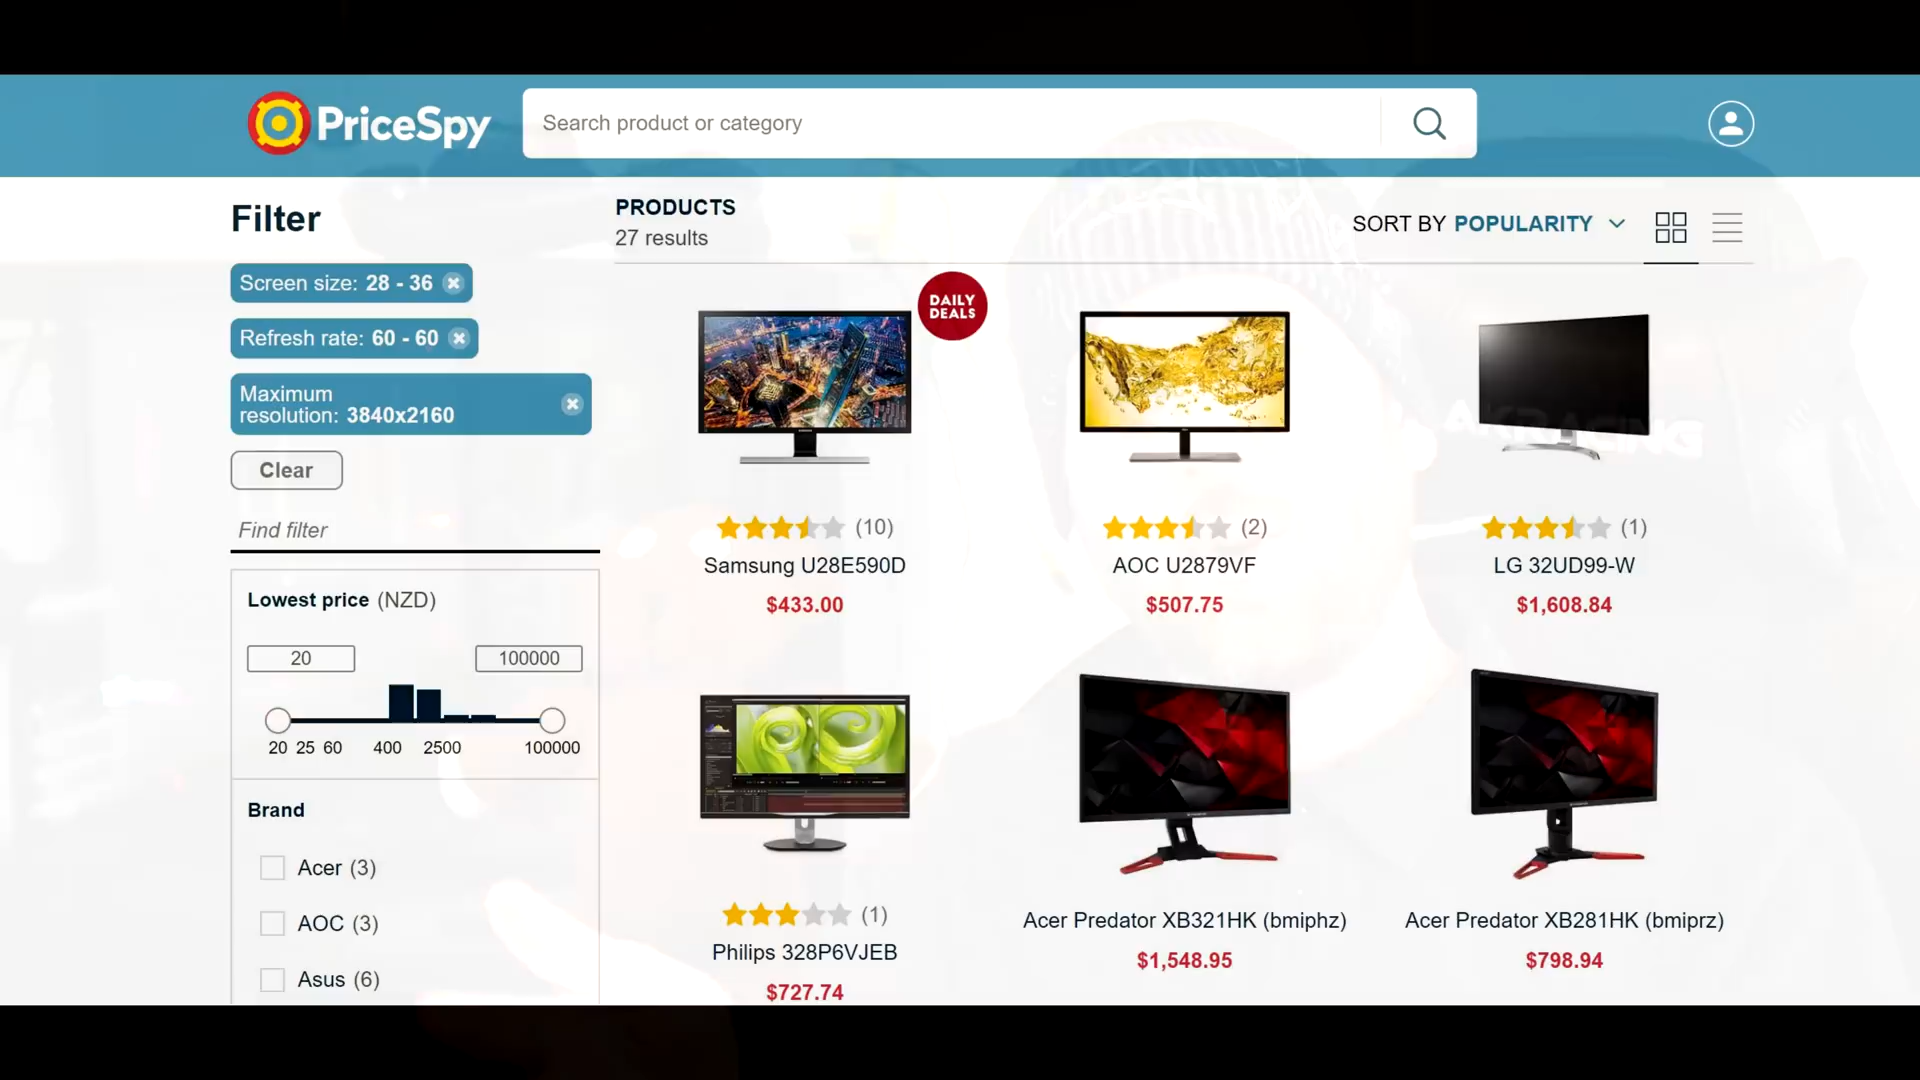 PriceSpy
Search product or category
Filter
PRODUCTS
27 results
SORT BY POPULARITY
Screen size: 28 - 36
Refresh rate: 60 - 60
Maximum
resolution: 3840x2160
Clear
Find filter
Lowest price (NZD)
20
100000
20 25 60 400 2500 100000
Brand
Acer (3)
AOC (3)
Asus (6)
DAILY
DEALS
(10)
Samsung U28E590D
$433.00
(2)
AOC U2879VF
$507.75
(1)
LG 32UD99-W
$1,608.84
AKRACING
(1)
Philips 328P6VJEB
$727.74
Acer Predator XB321HK (bmiphz)
$1,548.95
Acer Predator XB281HK (bmiprz)
$798.94